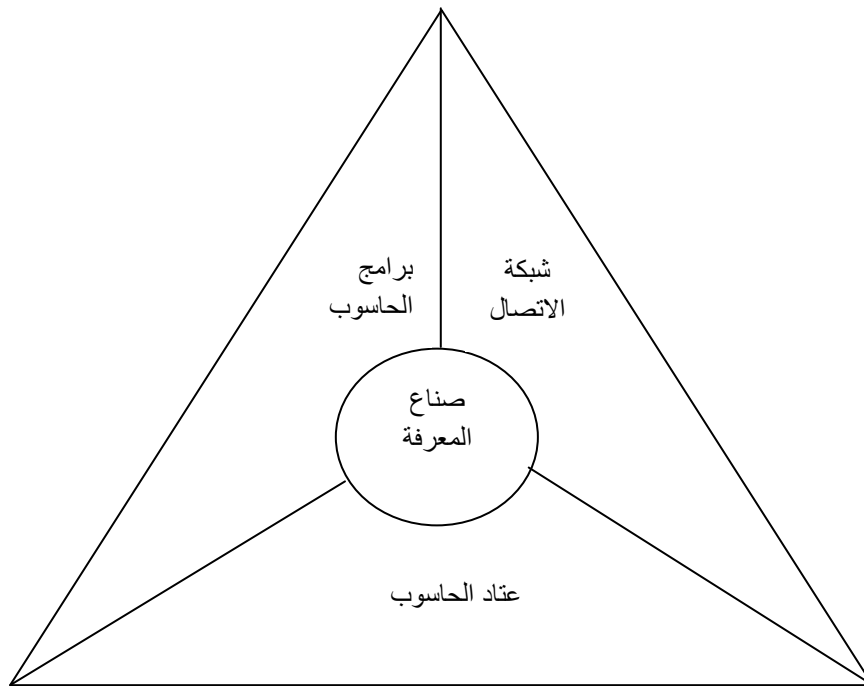 شبكة
الاتصال
برامج
الحاسوب
صناع
المعرفة
عتاد الحاسوب